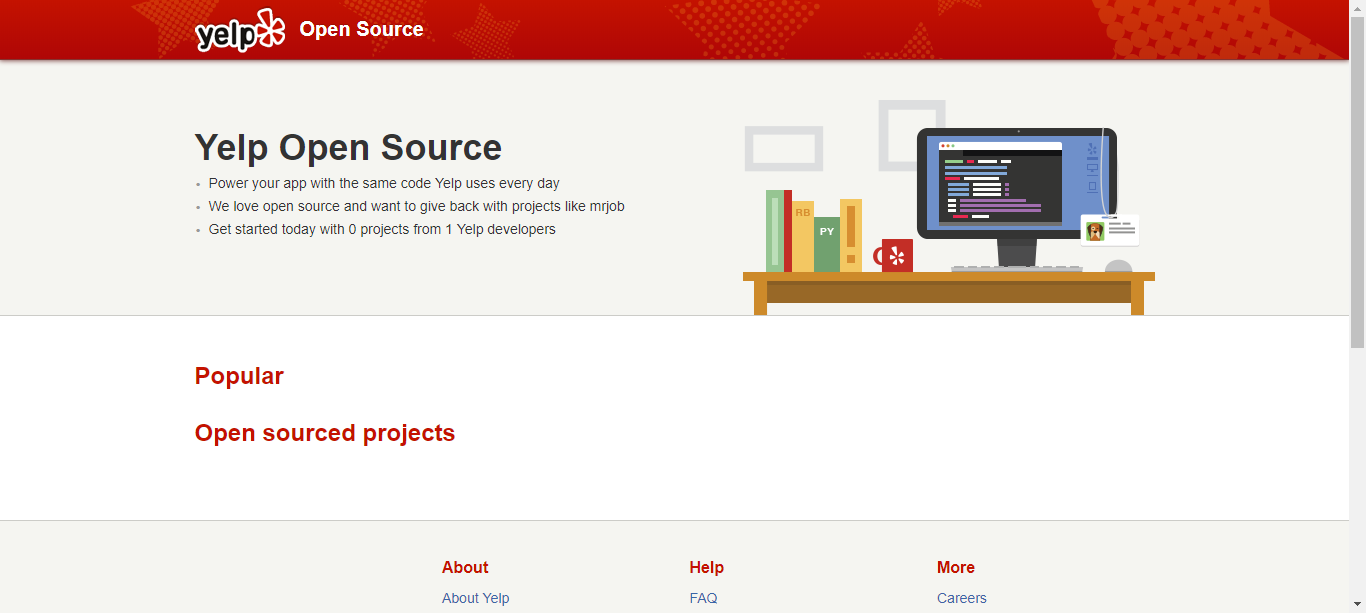 yelp Open Source
Yelp Open Source
Power your app with the same code Yelp uses every day
We love open source and want to give back with projects like mrjob
Get started today with 0 projects from 1 Yelp developers
RB
PY
Popular
Open sourced projects
About
Help
More
About Yelp
FAQ
Careers